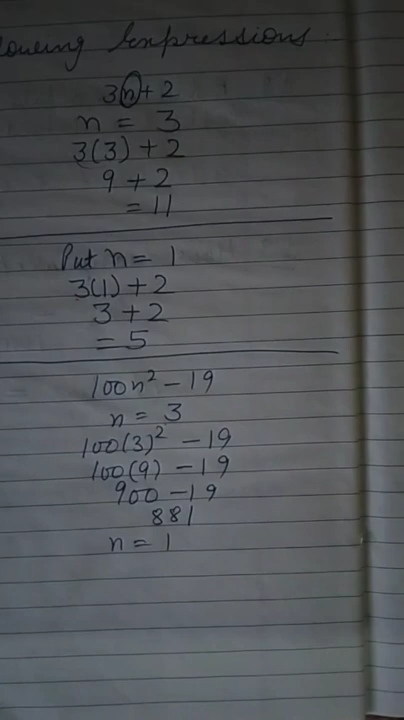 Expressions.
3n+2
n = 3
3(3) + 2
9 + 2
= 11
Put n = 1
3(1) + 2
3 + 2
= 5
100n² - 19
n = 3
100(3)² - 19
100(9) - 19
900 - 19
881
n = 1